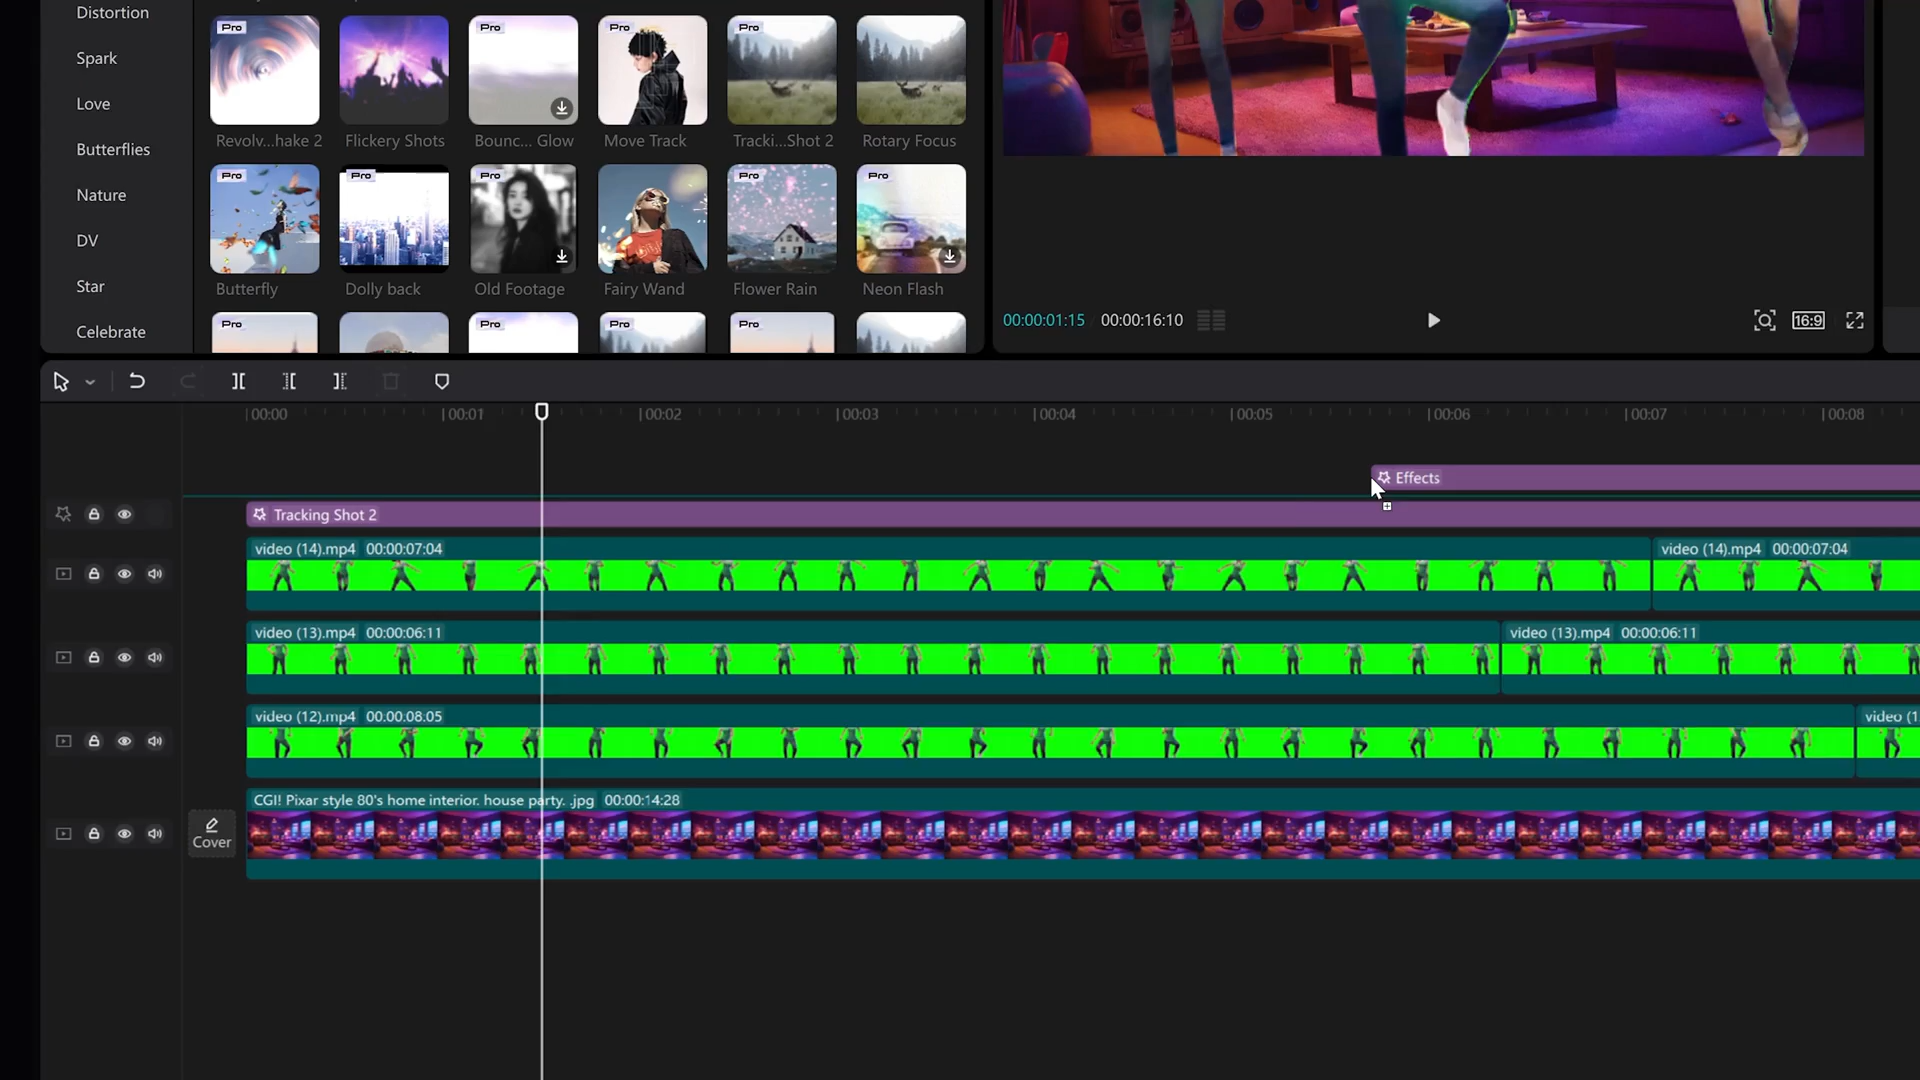 Distortion
Spark
Love
Butterflies
Nature
DV
Star
Celebrate
Pro
Pro
Pro
Pro
Revolv...hake 2
Flickery Shots
Bounc... Glow
Move Track
Tracki...Shot 2
Rotary Focus
Pro
Pro
Pro
Pro
Pro
Butterfly
Dolly back
Old Footage
Fairy Wand
Flower Rain
Neon Flash
Pro
Pro
Pro
Pro
00:00:01:15
00:00:16:10
16:9
00:00
00:01
00:02
00:03
00:04
00:05
00:06
00:07
00:08
Effects
Tracking Shot 2
video (14).mp4 00:00:07:04
video (14).mp4 00:00:07:04
video (13).mp4 00:00:06:11
video (13).mp4 00:00:06:11
video (12).mp4 00:00:08:05
video (1
CGI! Pixar style 80's home interior. house party. .jpg 00:00:14:28
Cover